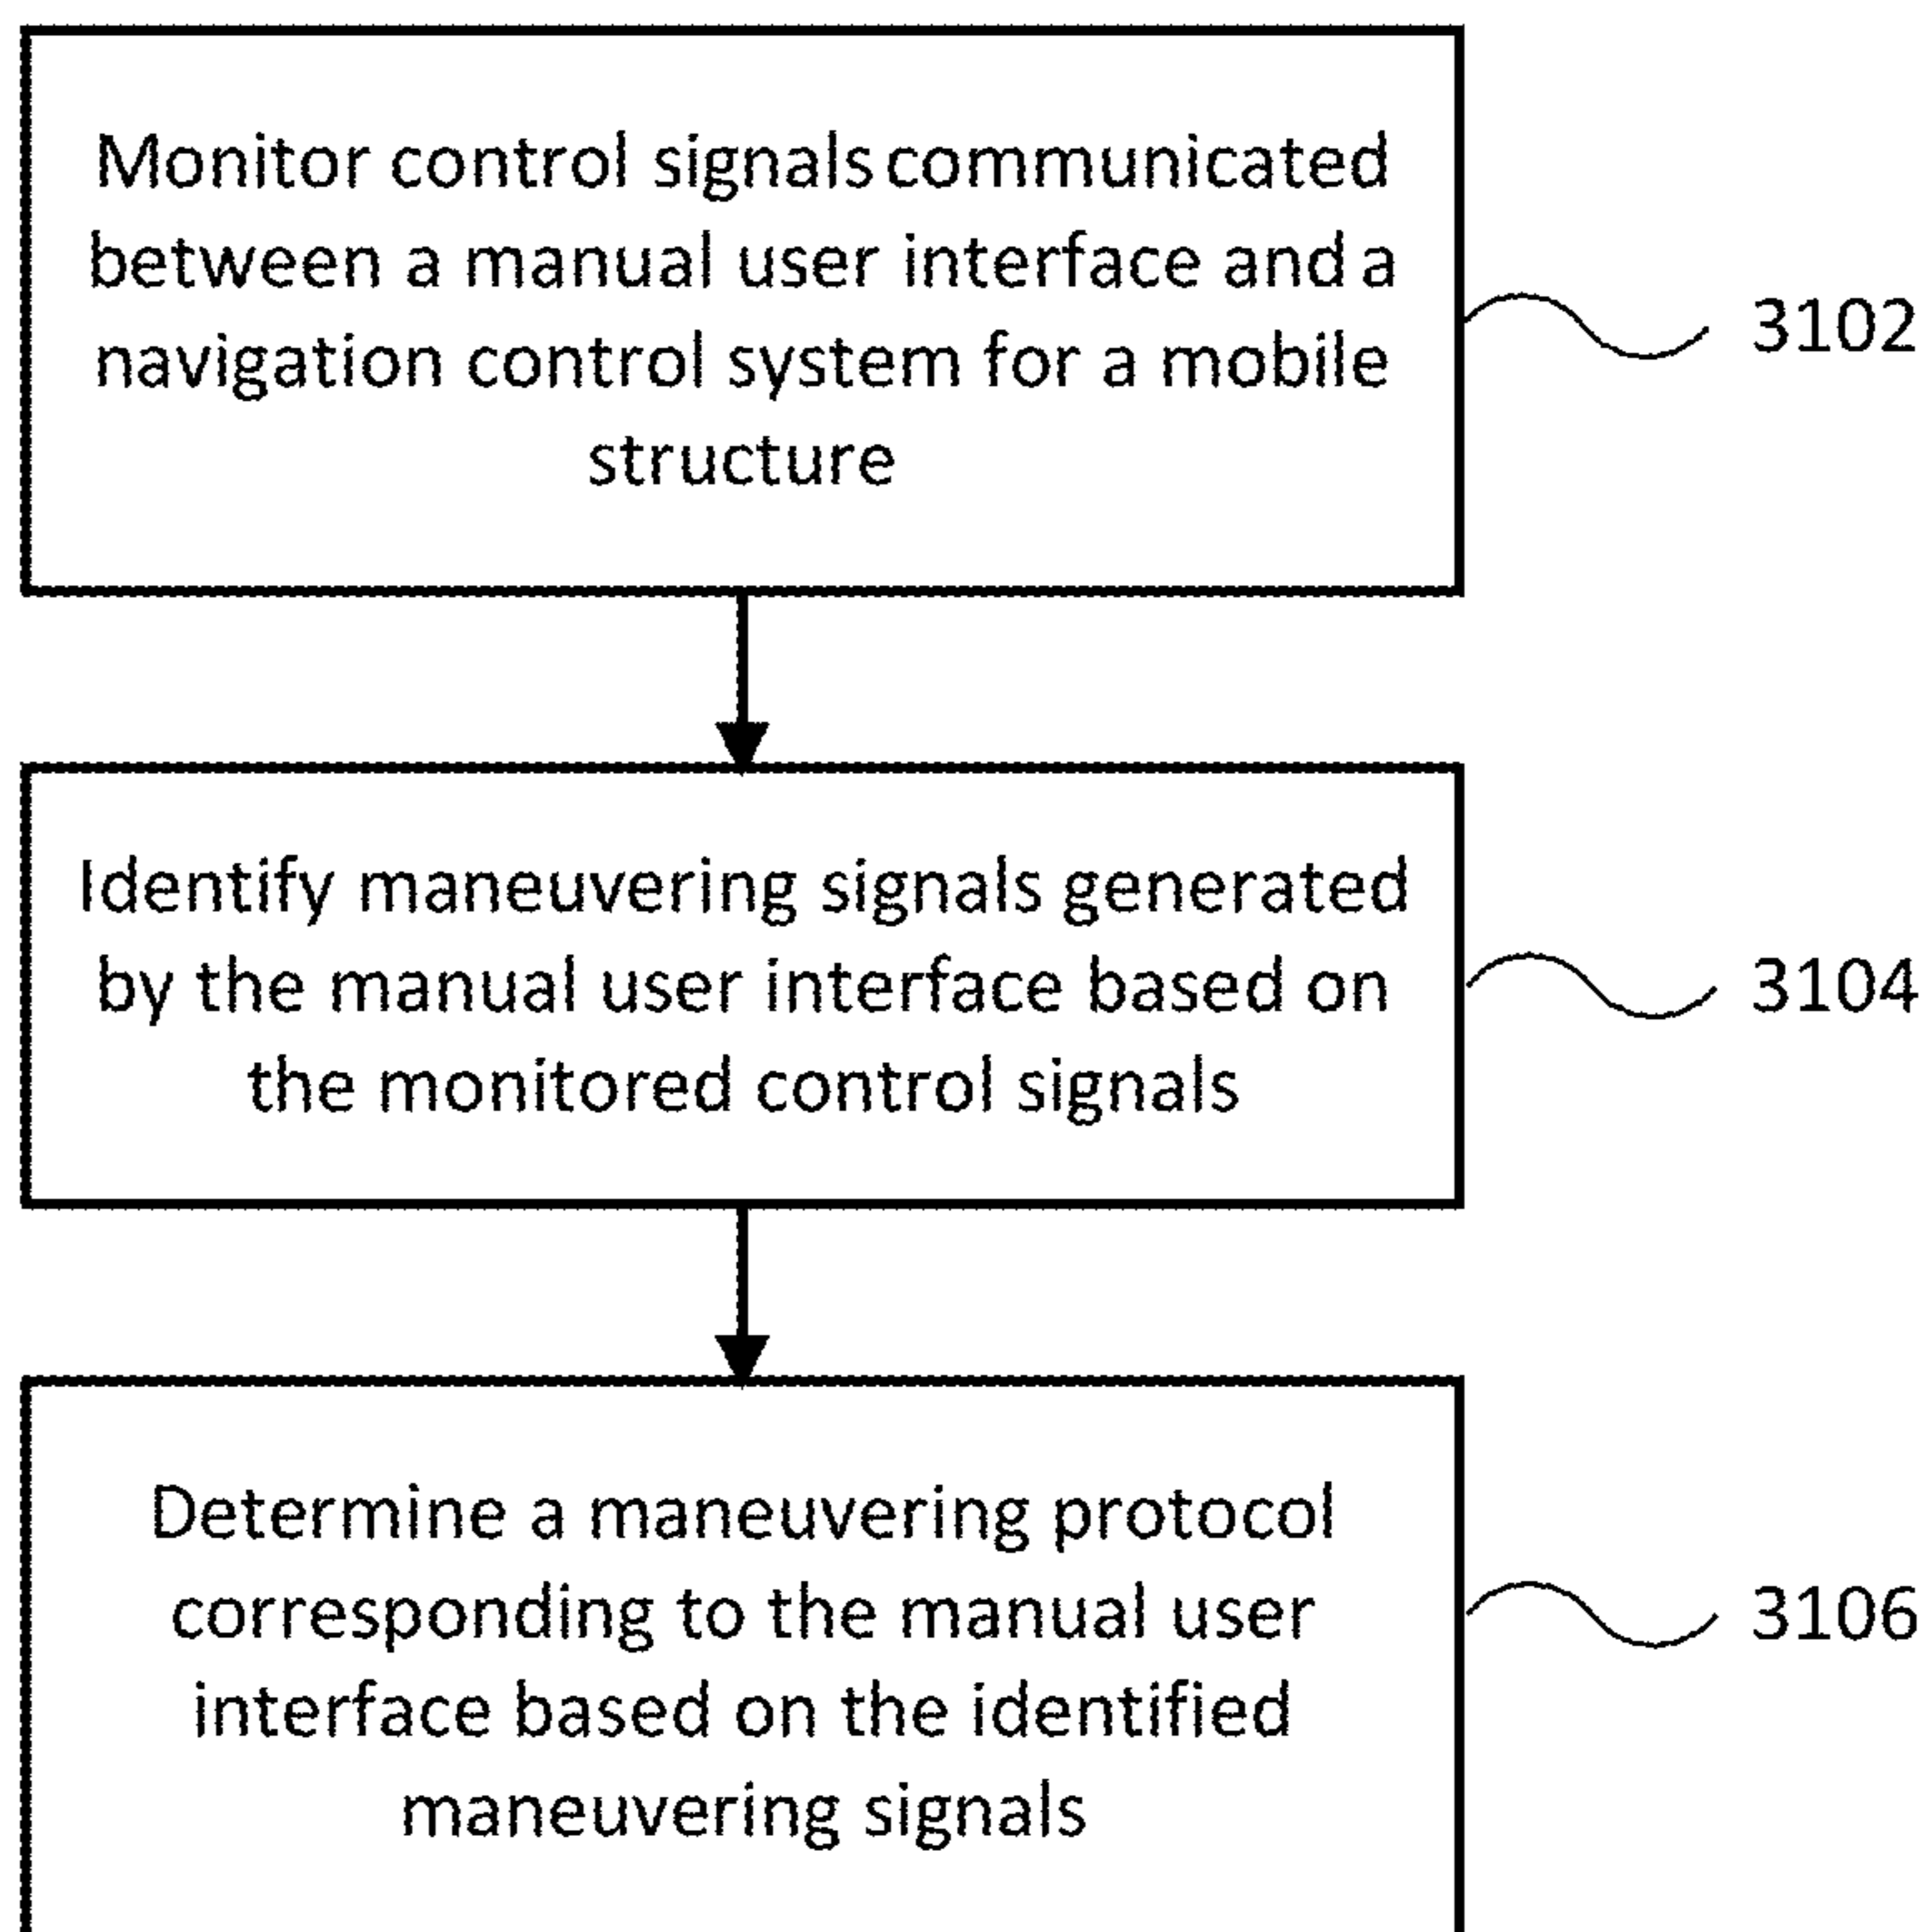 Monitor control signals communicated
between a manual user interface and a
navigation control system for a mobile
structure
3102
Identify maneuvering signals generated
by the manual user interface based on
the monitored control signals
3104
Determine a maneuvering protocol
corresponding to the manual user
interface based on the identified
maneuvering signals
3106